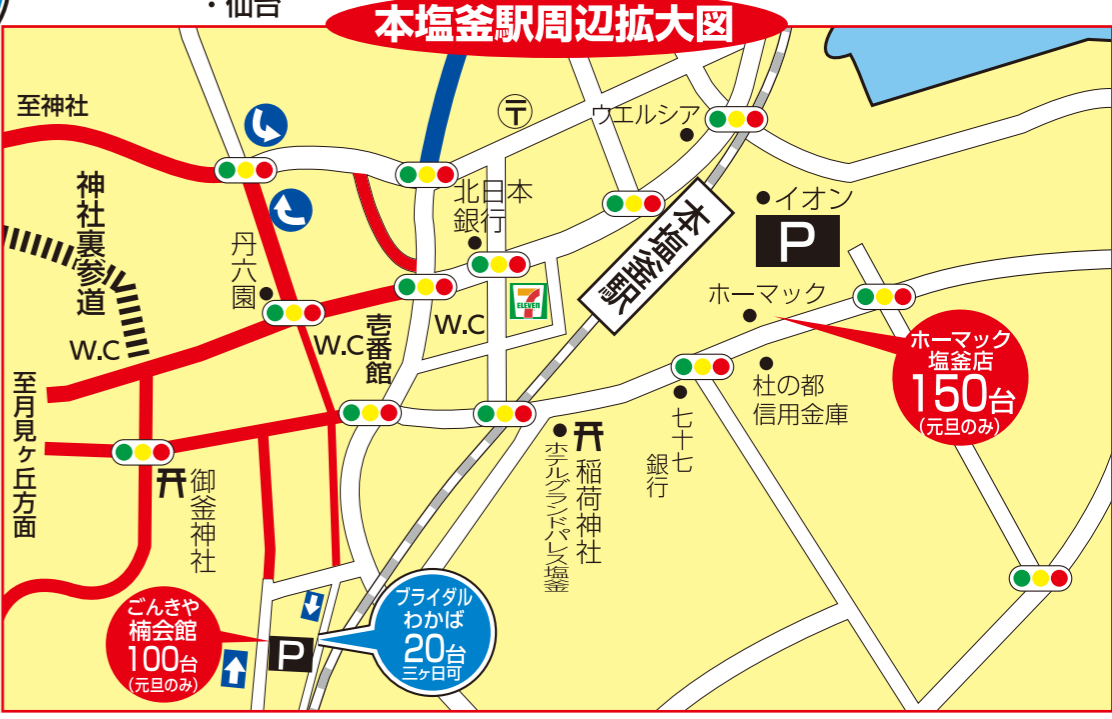 ・仙台
本塩釜駅周辺拡大図
至神社
神社裏参道
W.C
至月見ヶ丘方面
丹六園
W.C
壱番館
〒
北日本
銀行
W.C
7
ELEVEN
ウエルシア
本塩釜駅
イオン
P
ホーマック
ホーマック
塩釜店
150台
(元旦のみ)
杜の都
信用金庫
七十七
銀行
稲荷神社
ホテルグランドパレス塩釜
御釜神社
ごんきや
楠会館
100台
(元旦のみ)
P
ブライダル
わかば
20台
三ヶ日可